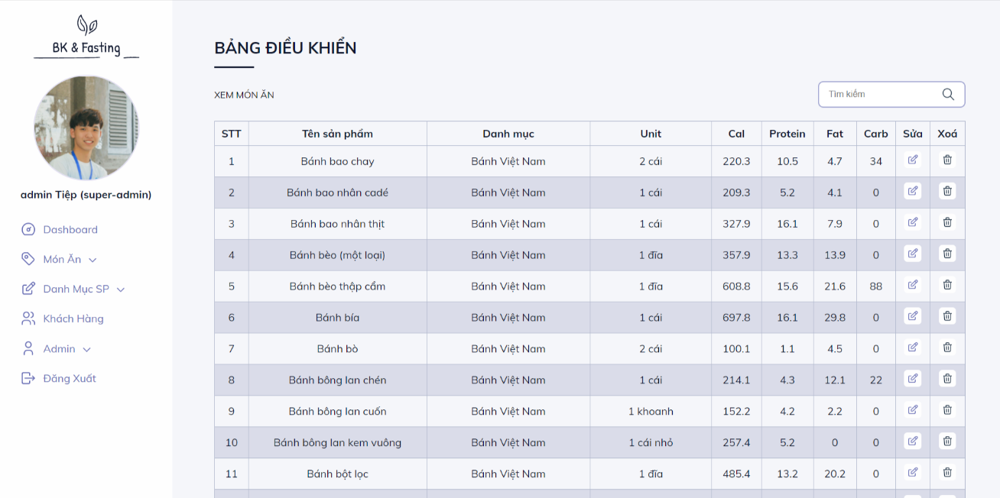 BK & Fasting
admin Tiệp (super-admin)
Dashboard
Món Ăn
Danh Mục SP
Khách Hàng
Admin
Đăng Xuất
BẢNG ĐIỀU KHIỂN
XEM MÓN ĂN
Tìm kiếm
STT Tên sản phẩm Danh mục Unit Cal Protein Fat Carb Sửa Xoá
1 Bánh bao chay Bánh Việt Nam 2 cái 220.3 10.5 4.7 34
2 Bánh bao nhân cadé Bánh Việt Nam 1 cái 209.3 5.2 4.1 0
3 Bánh bao nhân thịt Bánh Việt Nam 1 cái 327.9 16.1 7.9 0
4 Bánh bèo (một loại) Bánh Việt Nam 1 đĩa 357.9 13.3 13.9 0
5 Bánh bèo thập cẩm Bánh Việt Nam 1 đĩa 608.8 15.6 21.6 88
6 Bánh bía Bánh Việt Nam 1 cái 697.8 16.1 29.8 0
7 Bánh bò Bánh Việt Nam 2 cái 100.1 1.1 4.5 0
8 Bánh bông lan chén Bánh Việt Nam 1 cái 214.1 4.3 12.1 22
9 Bánh bông lan cuốn Bánh Việt Nam 1 khoanh 152.2 4.2 2.2 0
10 Bánh bông lan kem vuông Bánh Việt Nam 1 cái nhỏ 257.4 5.2 0 0
11 Bánh bột lọc Bánh Việt Nam 1 đĩa 485.4 13.2 20.2 0